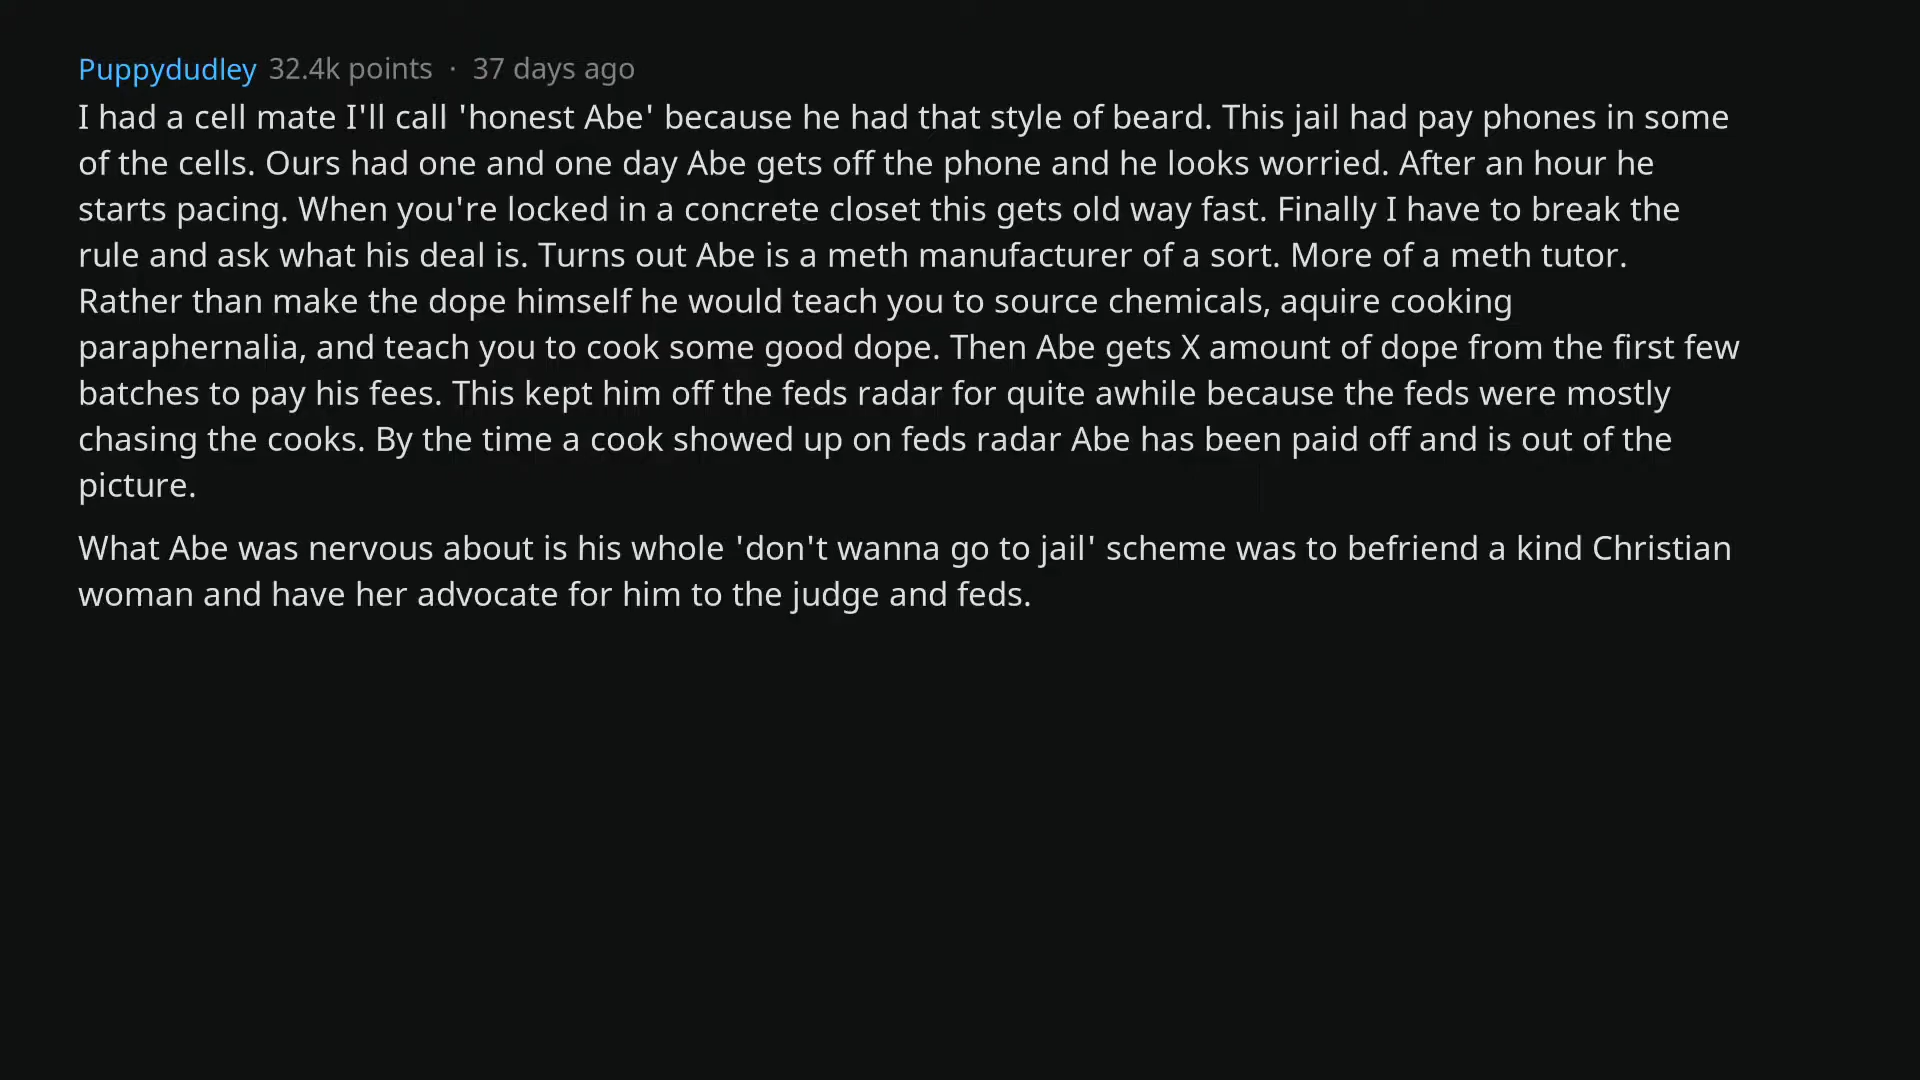 Puppydudley 32.4k points · 37 days ago
I had a cell mate I'll call 'honest Abe' because he had that style of beard. This jail had pay phones in some
of the cells. Ours had one and one day Abe gets off the phone and he looks worried. After an hour he
starts pacing. When you're locked in a concrete closet this gets old way fast. Finally I have to break the
rule and ask what his deal is. Turns out Abe is a meth manufacturer of a sort. More of a meth tutor.
Rather than make the dope himself he would teach you to source chemicals, aquire cooking
paraphernalia, and teach you to cook some good dope. Then Abe gets X amount of dope from the first few
batches to pay his fees. This kept him off the feds radar for quite awhile because the feds were mostly
chasing the cooks. By the time a cook showed up on feds radar Abe has been paid off and is out of the
picture.
What Abe was nervous about is his whole 'don't wanna go to jail' scheme was to befriend a kind Christian
woman and have her advocate for him to the judge and feds.